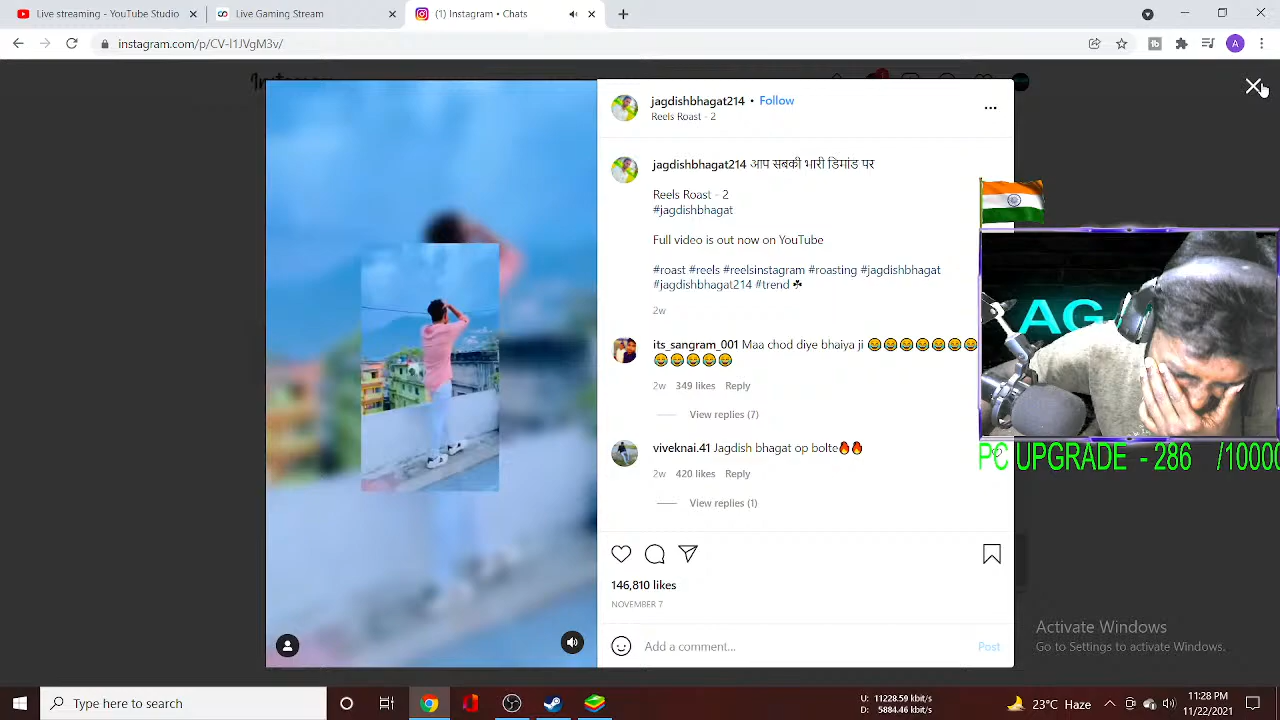 Live streaming - YouTube Studio
Live Gaming Stream
(1) Instagram • Chats
instagram.com/p/CV-l1JVgM3v/
A
jagdishbhagat214 • Follow
Reels Roast - 2
jagdishbhagat214 आप सबकी भारी डिमांड पर
Reels Roast - 2
#jagdishbhagat
Full video is out now on YouTube
#roast #reels #reelsinstagram #roasting #jagdishbhagat
#jagdishbhagat214 #trend ☘
2w
its_sangram_001 Maa chod diye bhaiya ji 😂😂😂😂😂😂😂
😂😂😂😂😂
2w 349 likes Reply
View replies (7)
viveknai.41 Jagdish bhagat op bolte🔥🔥
2w 420 likes Reply
View replies (1)
AG
PC UPGRADE - 286 /10000
146,810 likes
NOVEMBER 7
Add a comment...
Post
Activate Windows
Go to Settings to activate Windows.
Type here to search
U: 11228.59 kbit/s
D: 5884.46 kbit/s
23°C Haze
11:28 PM
11/22/2021